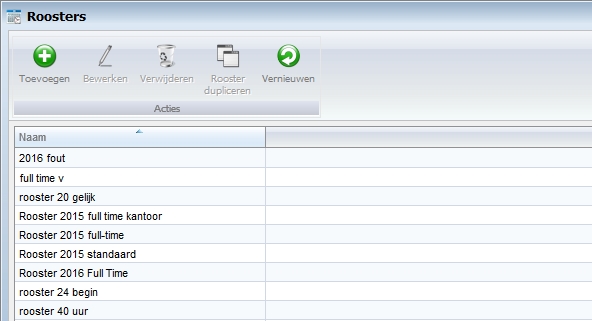 Roosters
Toevoegen
Bewerken
Verwijderen
Rooster
dupliceren
Vernieuwen
Acties
Naam
2016 fout
full time v
rooster 20 gelijk
Rooster 2015 full time kantoor
Rooster 2015 full-time
Rooster 2015 standaard
Rooster 2016 Full Time
rooster 24 begin
rooster 40 uur